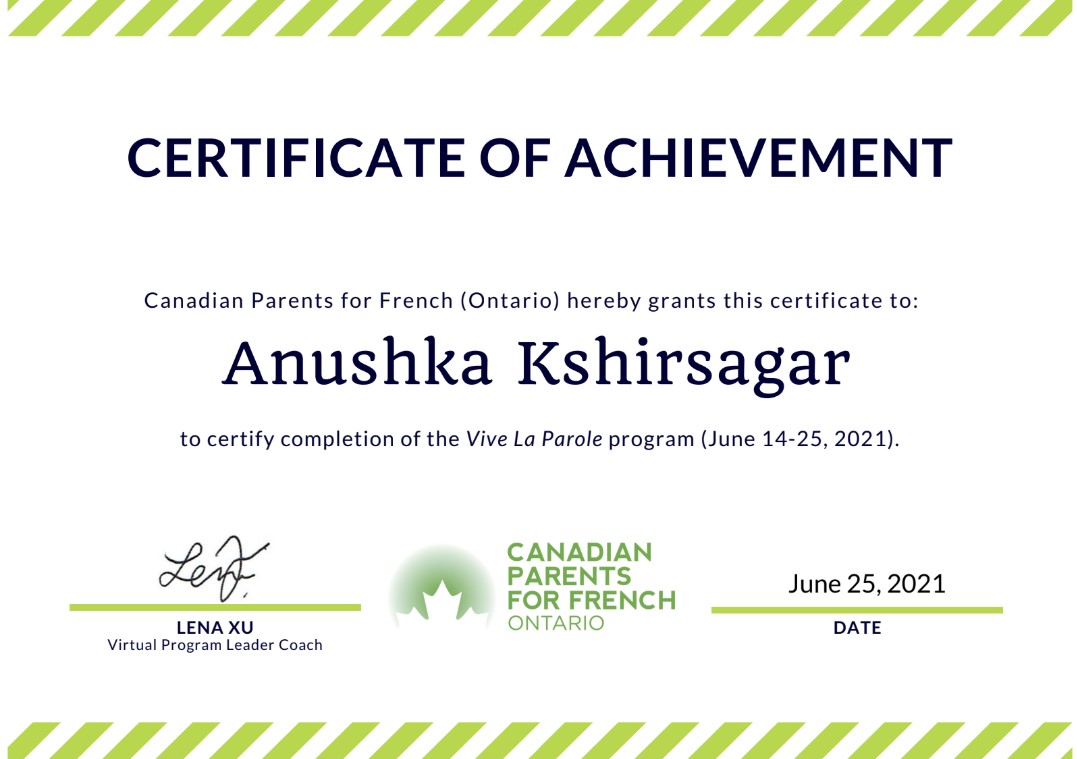 CERTIFICATE OF ACHIEVEMENT
Canadian Parents for French (Ontario) hereby grants this certificate to:
Anushka Kshirsagar
to certify completion of the Vive La Parole program (June 14-25, 2021).
LENA XU
Virtual Program Leader Coach
CANADIAN
PARENTS
FOR FRENCH
ONTARIO
June 25, 2021
DATE